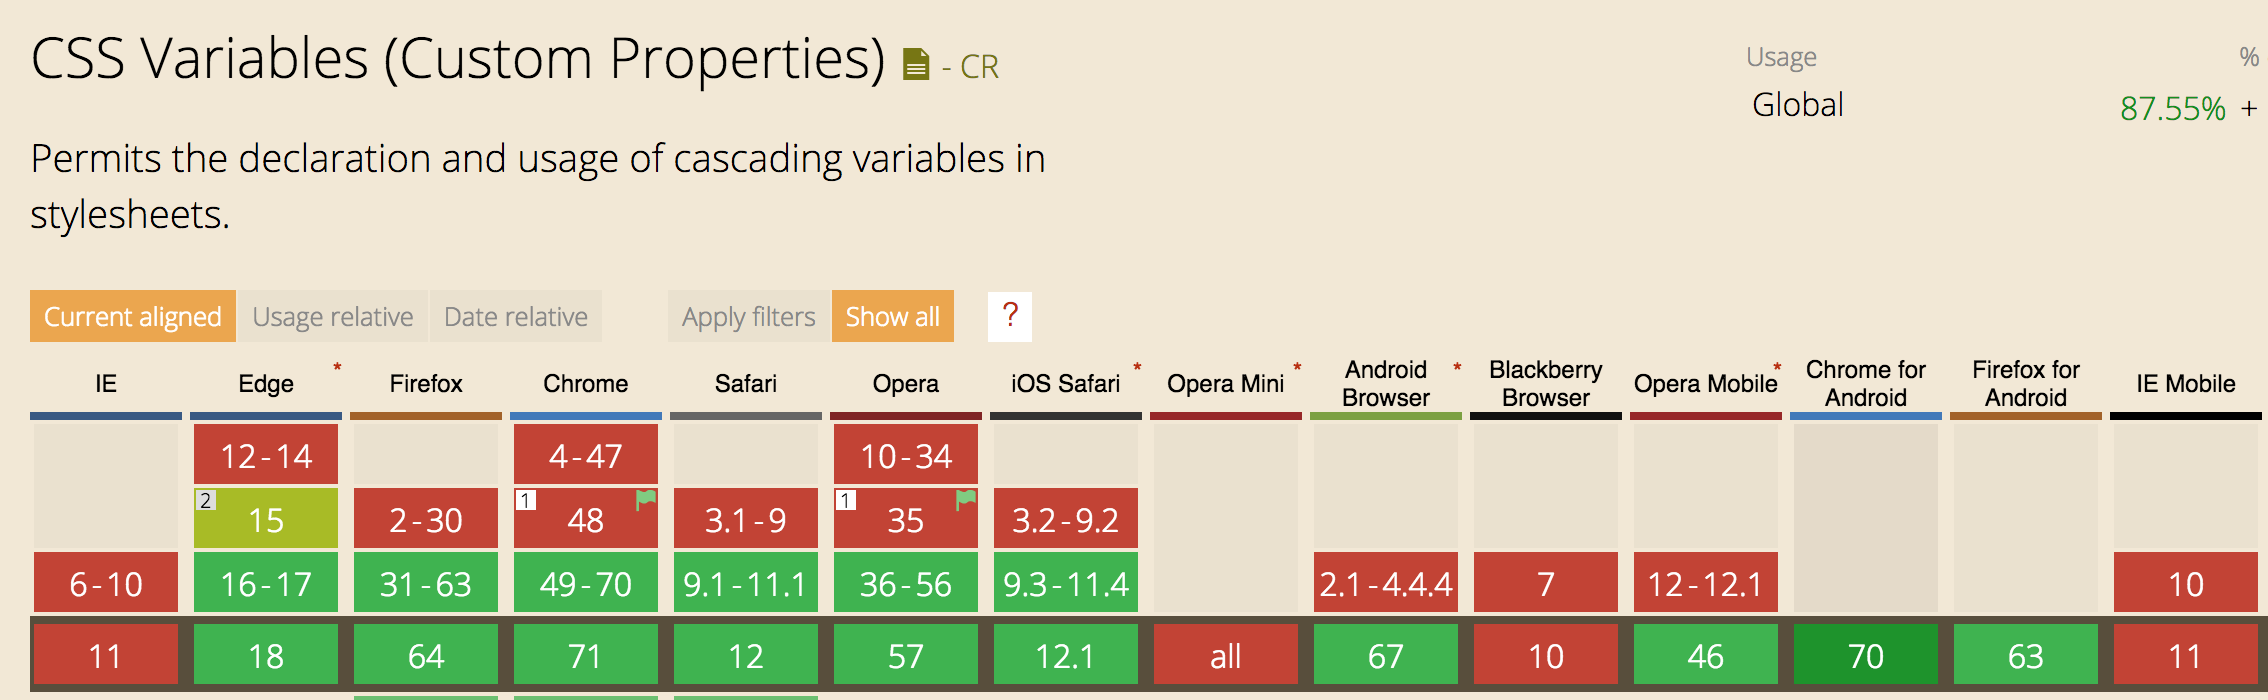 CSS Variables (Custom Properties) - CR
Usage %
Global 87.55% +
Permits the declaration and usage of cascading variables in
stylesheets.
Current aligned Usage relative Date relative Apply filters Show all ?
IE Edge * Firefox Chrome Safari Opera iOS Safari * Opera Mini * Android Browser * Blackberry Browser Opera Mobile * Chrome for Android Firefox for Android IE Mobile
12-14 4-47 10-34
2 15 2-30 1 48 3.1-9 1 35 3.2-9.2
6-10 16-17 31-63 49-70 9.1-11.1 36-56 9.3-11.4 2.1-4.4.4 7 12-12.1 10
11 18 64 71 12 57 12.1 all 67 10 46 70 63 11